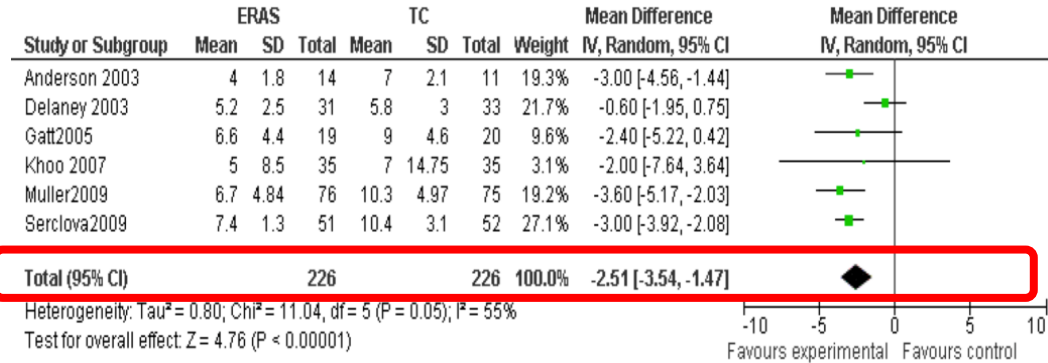 ERAS TC Mean Difference Mean Difference
Study or Subgroup Mean SD Total Mean SD Total Weight IV, Random, 95% CI IV, Random, 95% CI
Anderson 2003 4 1.8 14 7 2.1 11 19.3% -3.00 [-4.56, -1.44]
Delaney 2003 5.2 2.5 31 5.8 3 33 21.7% -0.60 [-1.95, 0.75]
Gatt2005 6.6 4.4 19 9 4.6 20 9.6% -2.40 [-5.22, 0.42]
Khoo 2007 5 8.5 35 7 14.75 35 3.1% -2.00 [-7.64, 3.64]
Muller2009 6.7 4.84 76 10.3 4.97 75 19.2% -3.60 [-5.17, -2.03]
Serclova2009 7.4 1.3 51 10.4 3.1 52 27.1% -3.00 [-3.92, -2.08]
Total (95% CI) 226 226 100.0% -2.51 [-3.54, -1.47]
Heterogeneity: Tau² = 0.80; Chi² = 11.04, df = 5 (P = 0.05); I² = 55%
Test for overall effect: Z = 4.76 (P < 0.00001)
-10 -5 0 5 10
Favours experimental Favours control